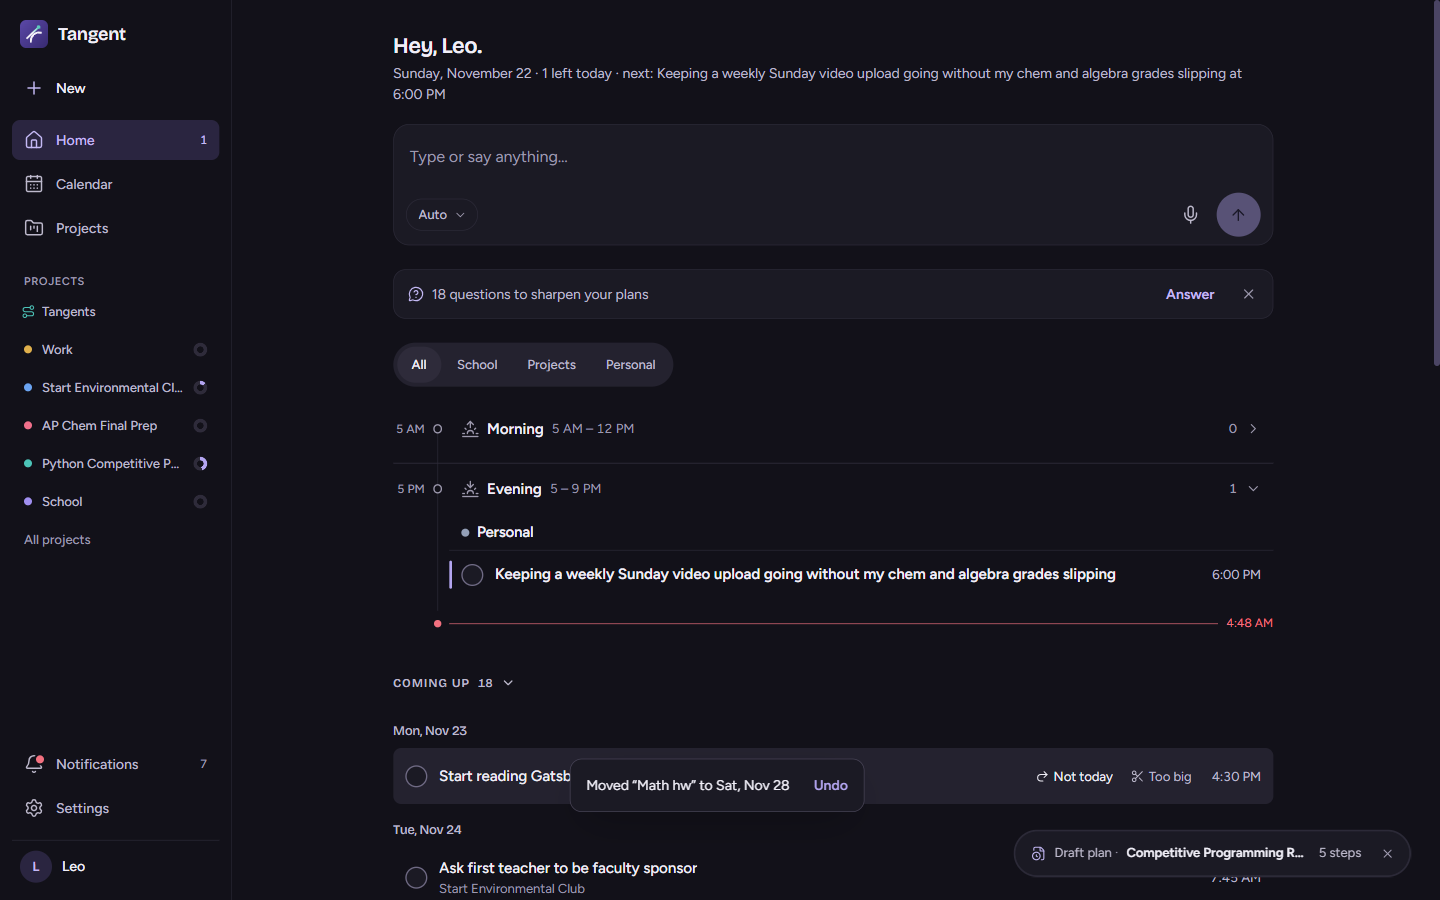 Tangent
New
Home 1
Calendar
Projects
PROJECTS
Tangents
Work
Start Environmental Cl...
AP Chem Final Prep
Python Competitive P...
School
All projects
Notifications 7
Settings
L Leo
Hey, Leo.
Sunday, November 22 · 1 left today · next: Keeping a weekly Sunday video upload going without my chem and algebra grades slipping at
6:00 PM
Type or say anything...
Auto
18 questions to sharpen your plans Answer
All School Projects Personal
5 AM Morning 5 AM – 12 PM 0
5 PM Evening 5 – 9 PM 1
Personal
Keeping a weekly Sunday video upload going without my chem and algebra grades slipping 6:00 PM
4:48 AM
COMING UP 18
Mon, Nov 23
Start reading Gatsb Not today Too big 4:30 PM
Moved “Math hw” to Sat, Nov 28 Undo
Tue, Nov 24
Ask first teacher to be faculty sponsor
Start Environmental Club
7:45 AM
Draft plan · Competitive Programming R... 5 steps